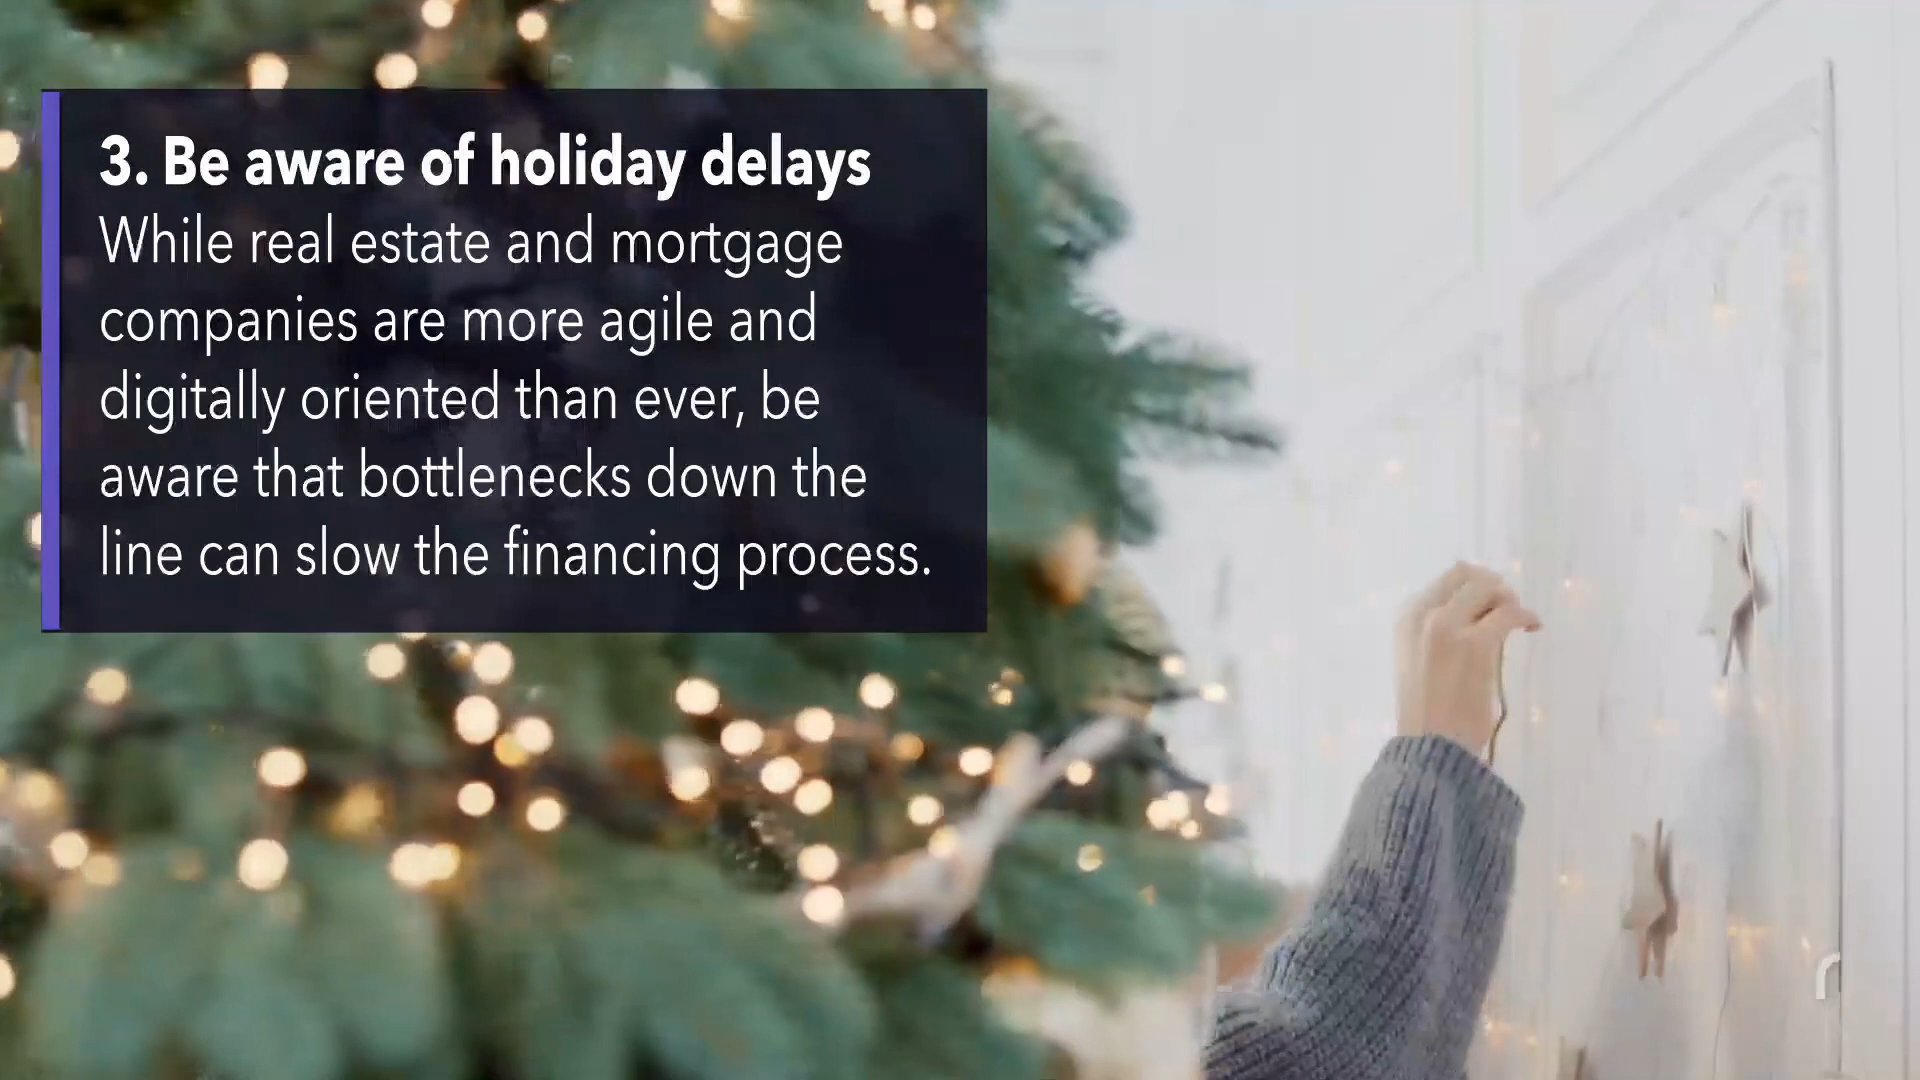 3. Be aware of holiday delays
While real estate and mortgage
companies are more agile and
digitally oriented than ever, be
aware that bottlenecks down the
line can slow the financing process.